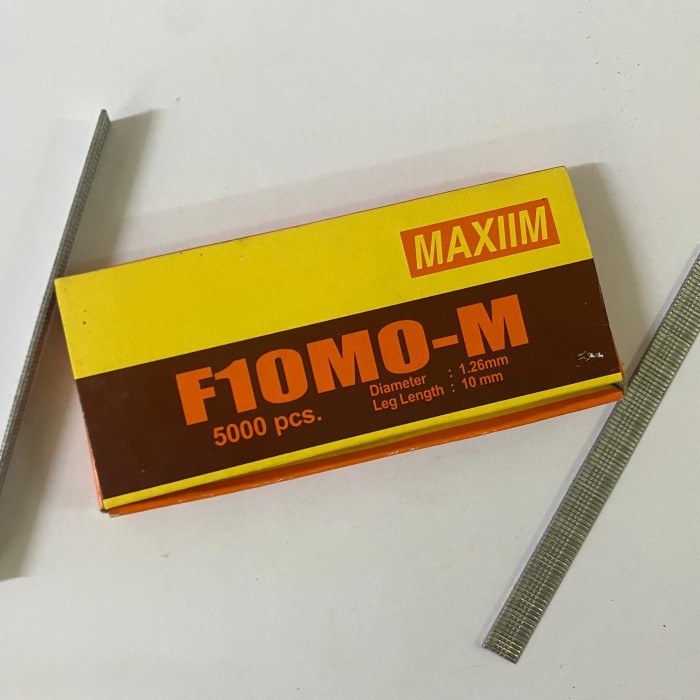 MAXIIM
F10MO-M
5000 pcs.
Diameter : 1.26mm
Leg Length : 10 mm